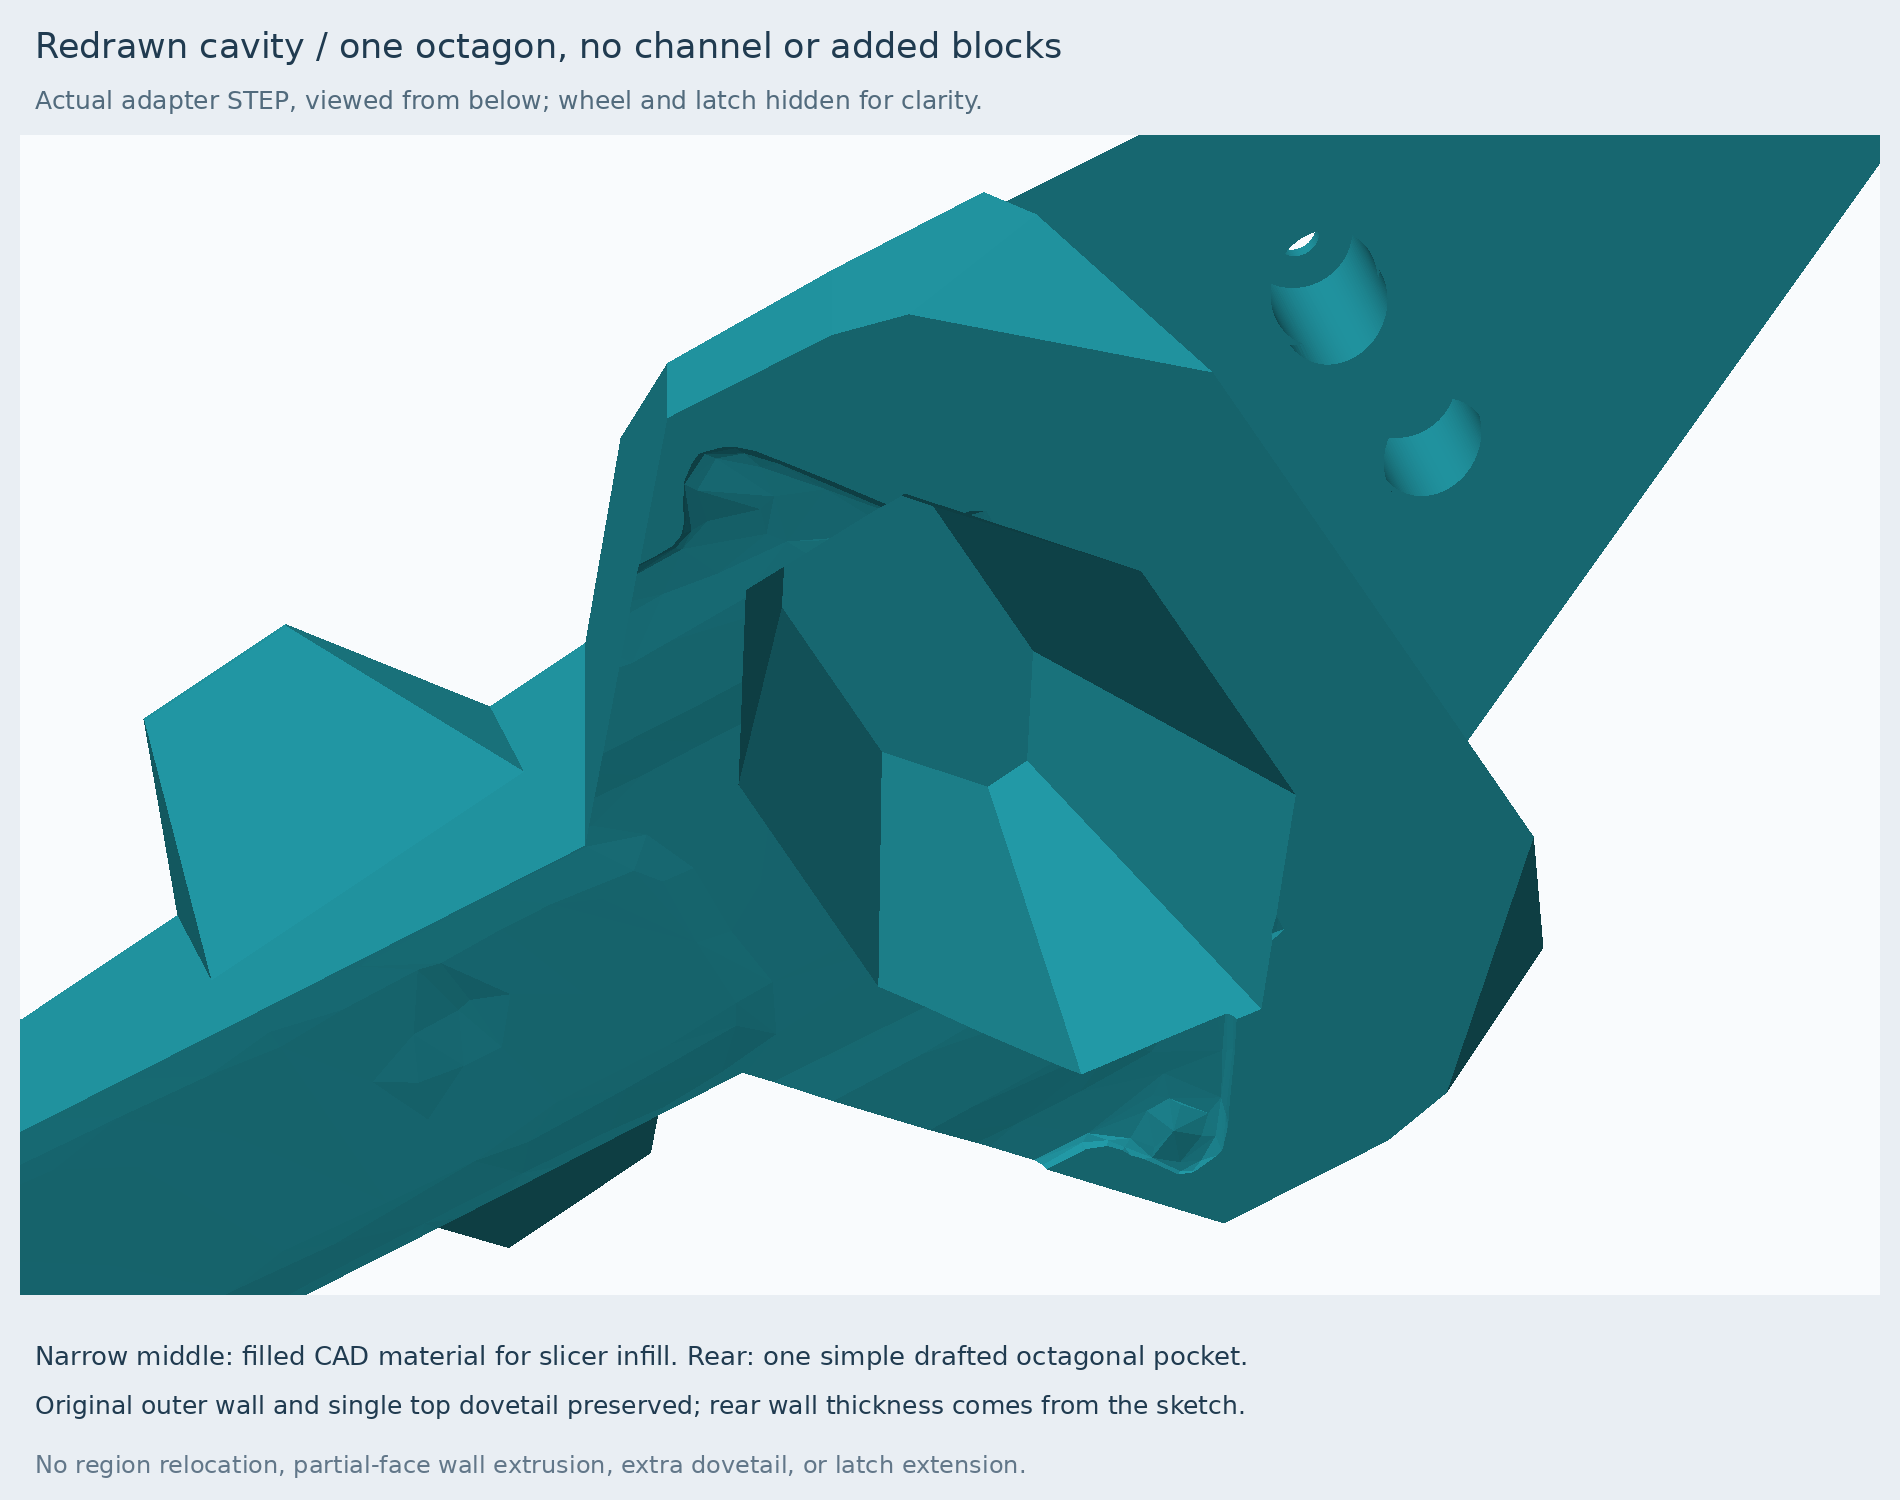 Redrawn cavity / one octagon, no channel or added blocks
Actual adapter STEP, viewed from below; wheel and latch hidden for clarity.
Narrow middle: filled CAD material for slicer infill. Rear: one simple drafted octagonal pocket.
Original outer wall and single top dovetail preserved; rear wall thickness comes from the sketch.
No region relocation, partial-face wall extrusion, extra dovetail, or latch extension.